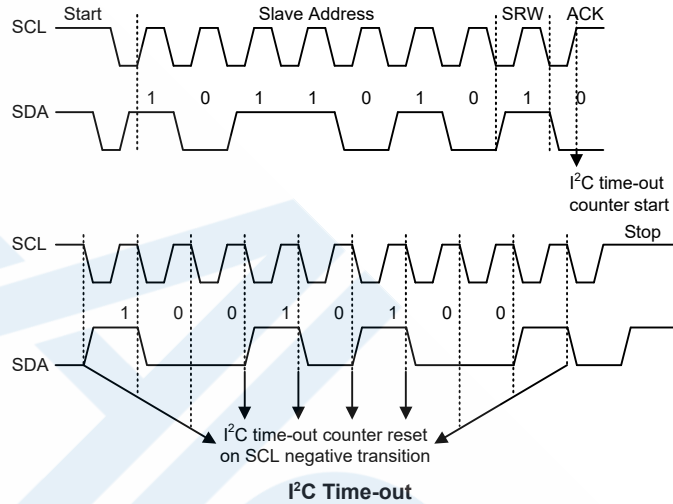 Start Slave Address SRW ACK
SCL
1 0 1 1 0 1 0 1 0
SDA
I²C time-out
counter start
Stop
SCL
1 0 0 1 0 1 0 0
SDA
I²C time-out counter reset
on SCL negative transition
I²C Time-out